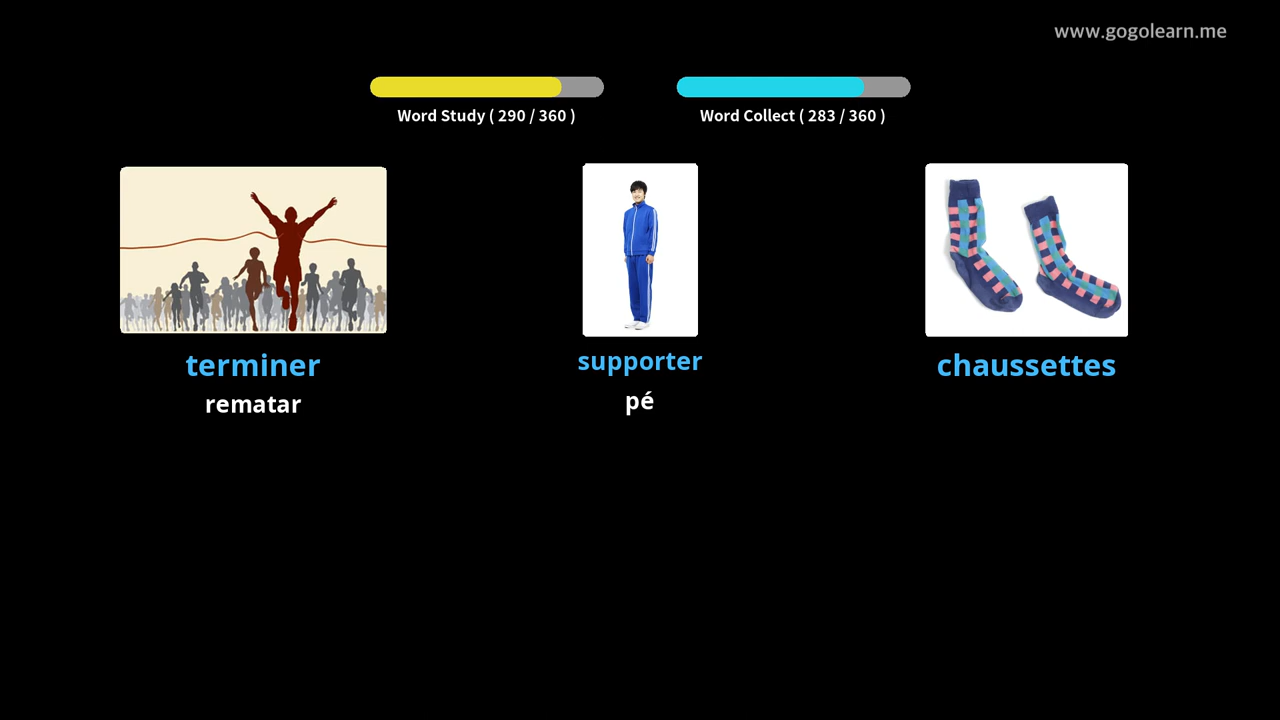 www.gogolearn.me
Word Study ( 290 / 360 )
Word Collect ( 283 / 360 )
terminer
rematar
supporter
pé
chaussettes